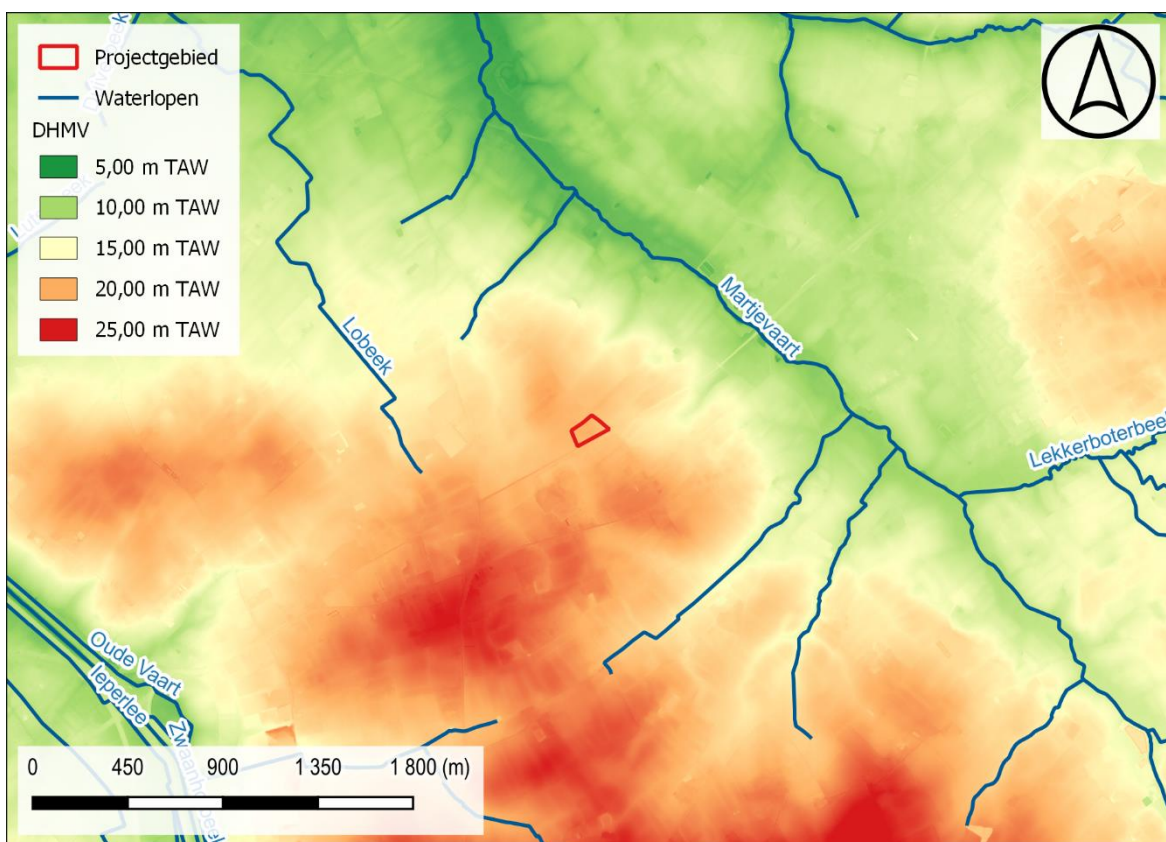 Projectgebied
Waterlopen
DHMV
5,00 m TAW
10,00 m TAW
15,00 m TAW
20,00 m TAW
25,00 m TAW
Martjevaart
Lobeek
Lekkerboterbeek
Oude Vaart
Ieperlee
0 450 900 1 350 1 800 (m)